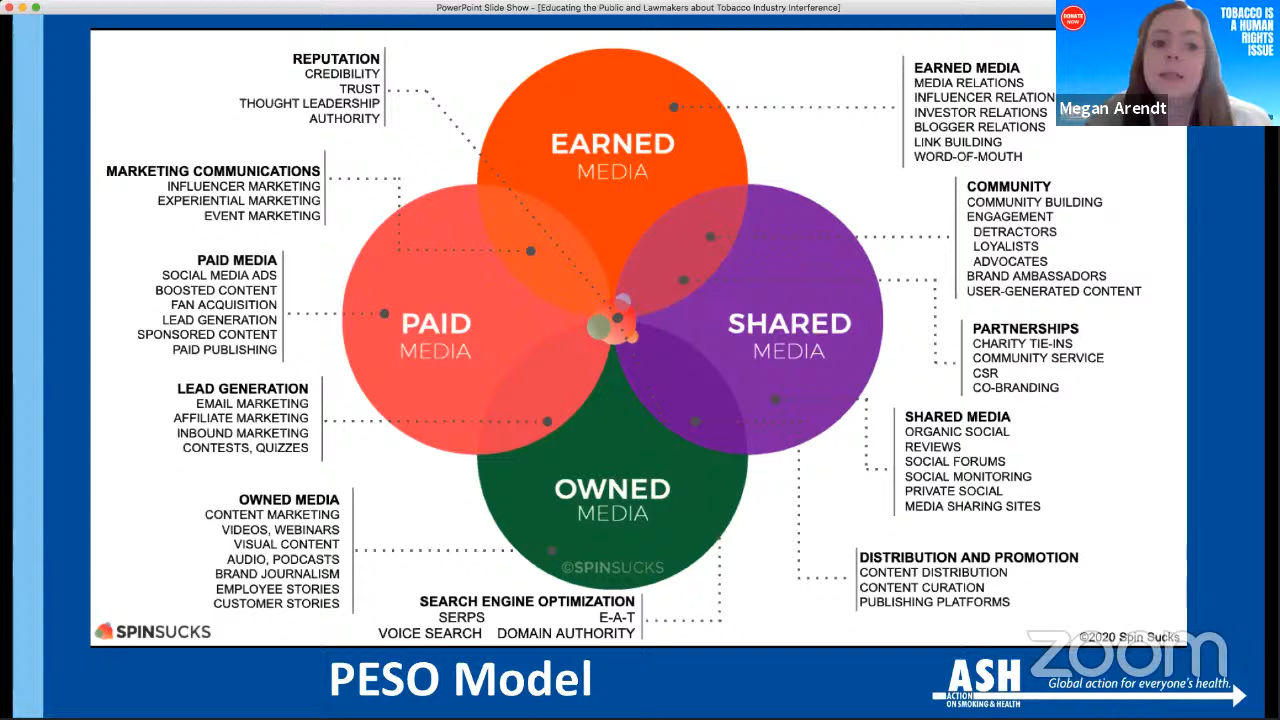 PowerPoint Slide Show - [Educating the Public and Lawmakers about Tobacco Industry Interference]
DONATE
NOW
TOBACCO
IS A HUMAN
RIGHTS
ISSUE
Megan Arendt
REPUTATION
CREDIBILITY
TRUST
THOUGHT LEADERSHIP
AUTHORITY
MARKETING COMMUNICATIONS
INFLUENCER MARKETING
EXPERIENTIAL MARKETING
EVENT MARKETING
PAID MEDIA
SOCIAL MEDIA ADS
BOOSTED CONTENT
FAN ACQUISITION
LEAD GENERATION
SPONSORED CONTENT
PAID PUBLISHING
LEAD GENERATION
EMAIL MARKETING
AFFILIATE MARKETING
INBOUND MARKETING
CONTESTS, QUIZZES
OWNED MEDIA
CONTENT MARKETING
VIDEOS, WEBINARS
VISUAL CONTENT
AUDIO, PODCASTS
BRAND JOURNALISM
EMPLOYEE STORIES
CUSTOMER STORIES
EARNED
MEDIA
PAID
MEDIA
SHARED
MEDIA
OWNED
MEDIA
©SPINSUCKS
SEARCH ENGINE OPTIMIZATION
SERPS E-A-T
VOICE SEARCH DOMAIN AUTHORITY
EARNED MEDIA
MEDIA RELATIONS
INFLUENCER RELATION
INVESTOR RELATIONS
BLOGGER RELATIONS
LINK BUILDING
WORD-OF-MOUTH
COMMUNITY
COMMUNITY BUILDING
ENGAGEMENT
DETRACTORS
LOYALISTS
ADVOCATES
BRAND AMBASSADORS
USER-GENERATED CONTENT
PARTNERSHIPS
CHARITY TIE-INS
COMMUNITY SERVICE
CSR
CO-BRANDING
SHARED MEDIA
ORGANIC SOCIAL
REVIEWS
SOCIAL FORUMS
SOCIAL MONITORING
PRIVATE SOCIAL
MEDIA SHARING SITES
DISTRIBUTION AND PROMOTION
CONTENT DISTRIBUTION
CONTENT CURATION
PUBLISHING PLATFORMS
SPINSUCKS
©2020 Spin Sucks
zoom
PESO Model
ASH
ACTION
ON SMOKING & HEALTH
Global action for everyone's health.